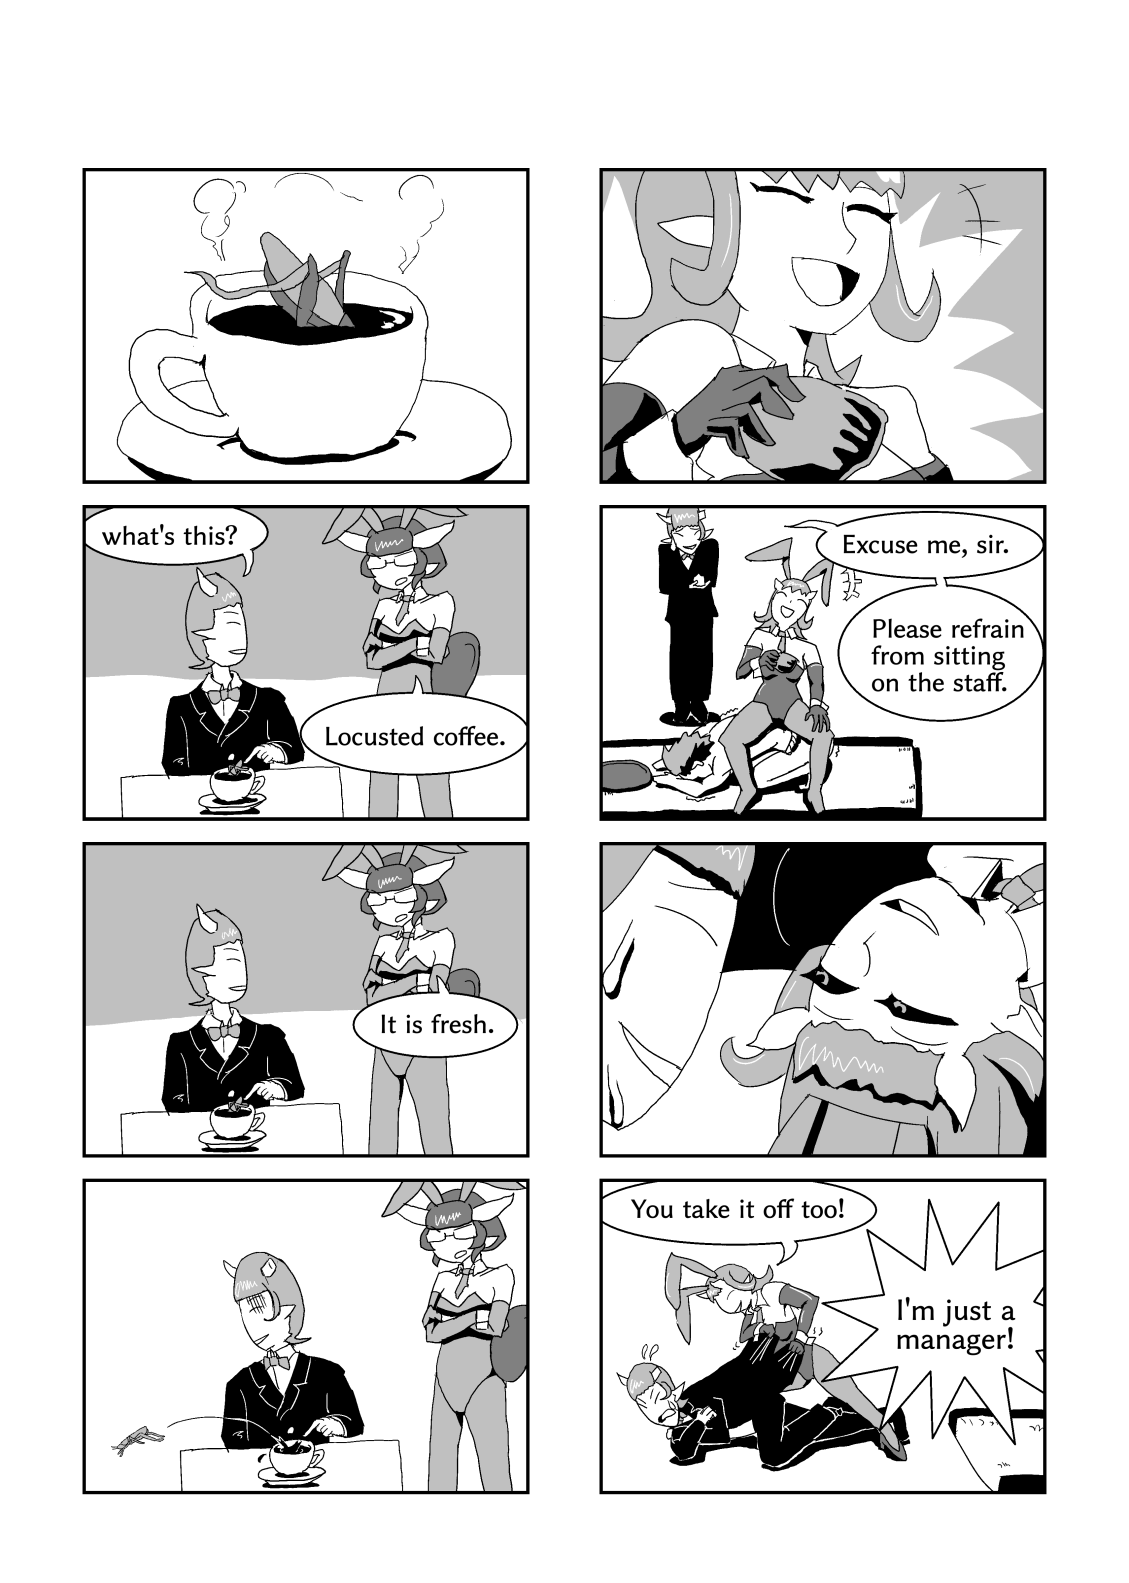 what's this?
Locusted coffee.
It is fresh.
Excuse me, sir.
Please refrain
from sitting
on the staff.
You take it off too!
I'm just a
manager!